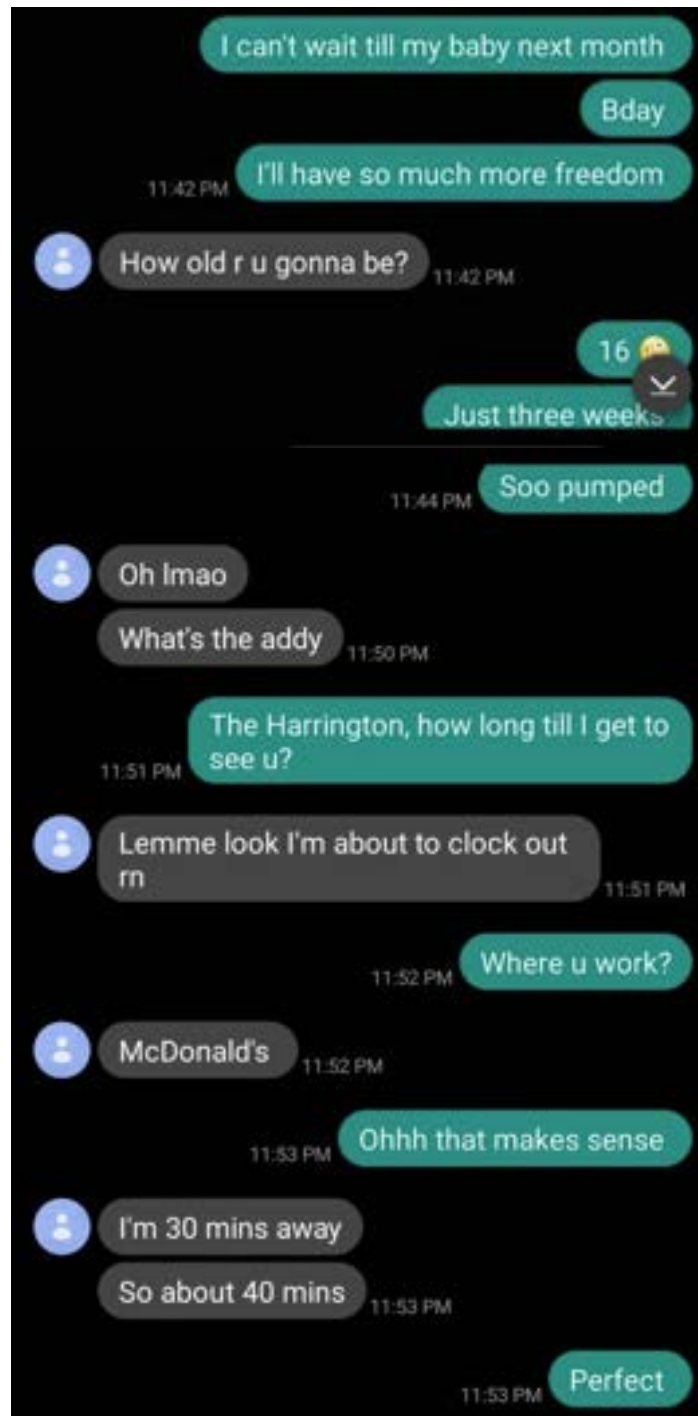 I can't wait till my baby next month
Bday
I'll have so much more freedom
11:42 PM
How old r u gonna be?
11:42 PM
16 
Just three weeks
Soo pumped
11:44 PM
Oh lmao
What's the addy
11:50 PM
The Harrington, how long till I get to
see u?
11:51 PM
Lemme look I'm about to clock out
rn
11:51 PM
Where u work?
11:52 PM
McDonald's
11:52 PM
Ohhh that makes sense
11:53 PM
I'm 30 mins away
So about 40 mins
11:53 PM
Perfect
11:53 PM